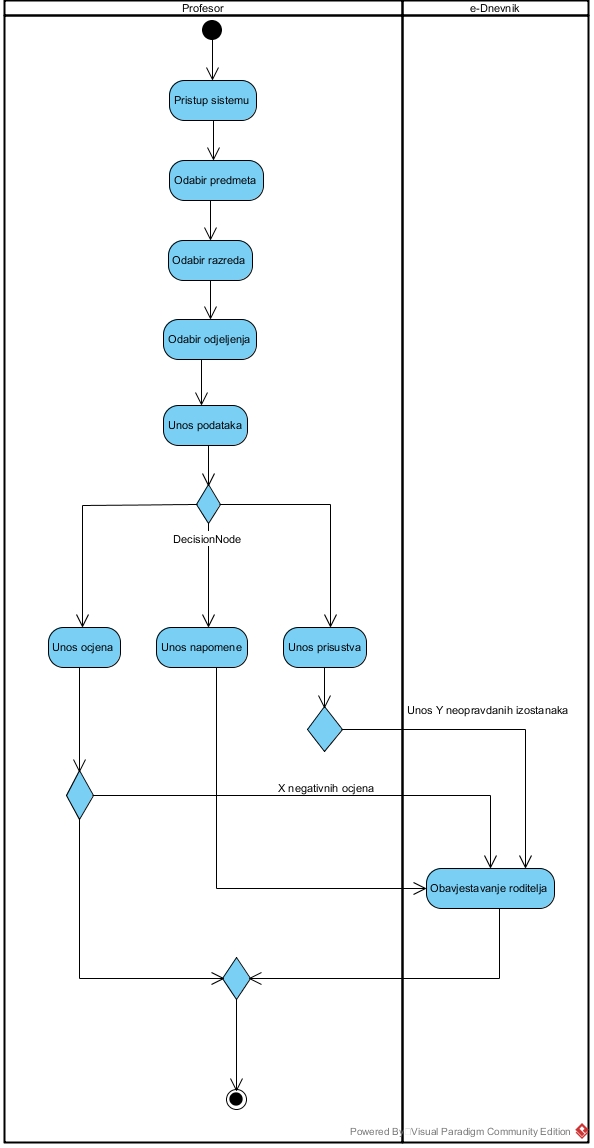 Profesor
e-Dnevnik
Pristup sistemu
Odabir predmeta
Odabir razreda
Odabir odjeljenja
Unos podataka
DecisionNode
Unos ocjena
Unos napomene
Unos prisustva
Unos Y neopravdanih izostanaka
X negativnih ocjena
Obavjestavanje roditelja
Powered By Visual Paradigm Community Edition